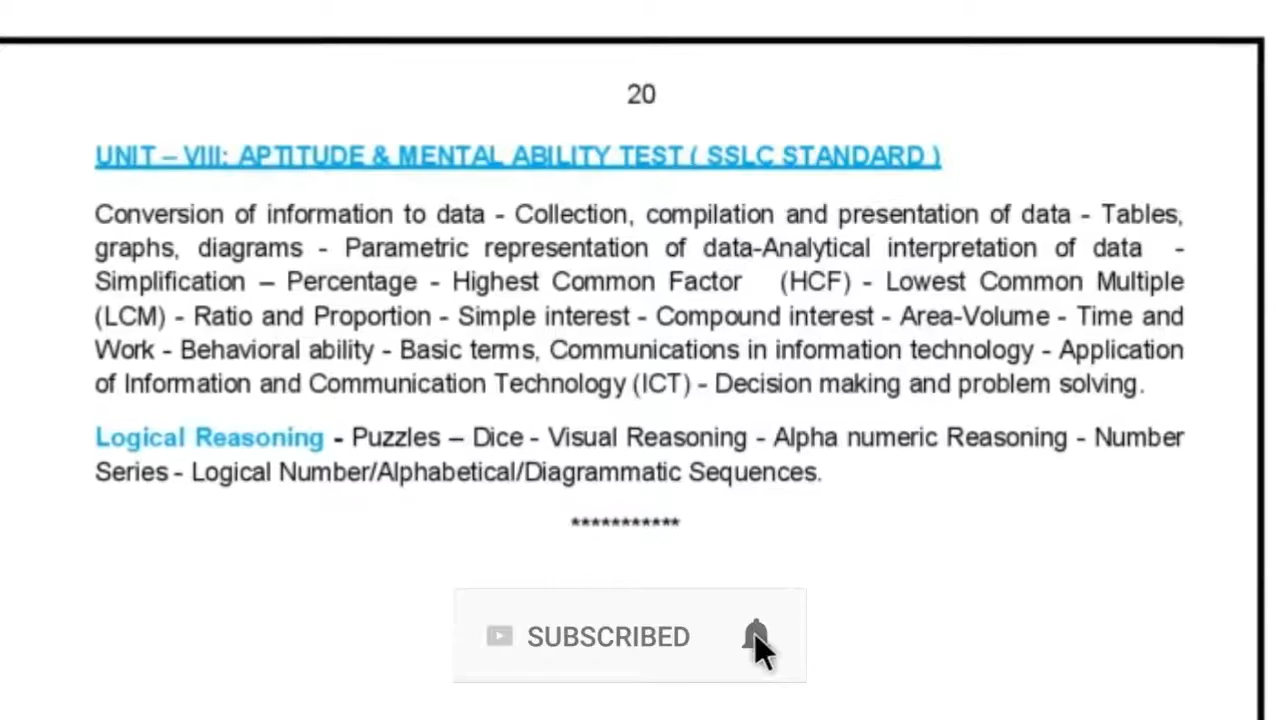 20
UNIT – VIII: APTITUDE & MENTAL ABILITY TEST ( SSLC STANDARD )
Conversion of information to data - Collection, compilation and presentation of data - Tables,
graphs, diagrams - Parametric representation of data-Analytical interpretation of data -
Simplification – Percentage - Highest Common Factor (HCF) - Lowest Common Multiple
(LCM) - Ratio and Proportion - Simple interest - Compound interest - Area-Volume - Time and
Work - Behavioral ability - Basic terms, Communications in information technology - Application
of Information and Communication Technology (ICT) - Decision making and problem solving.
Logical Reasoning - Puzzles – Dice - Visual Reasoning - Alpha numeric Reasoning - Number
Series - Logical Number/Alphabetical/Diagrammatic Sequences.
***********
SUBSCRIBED